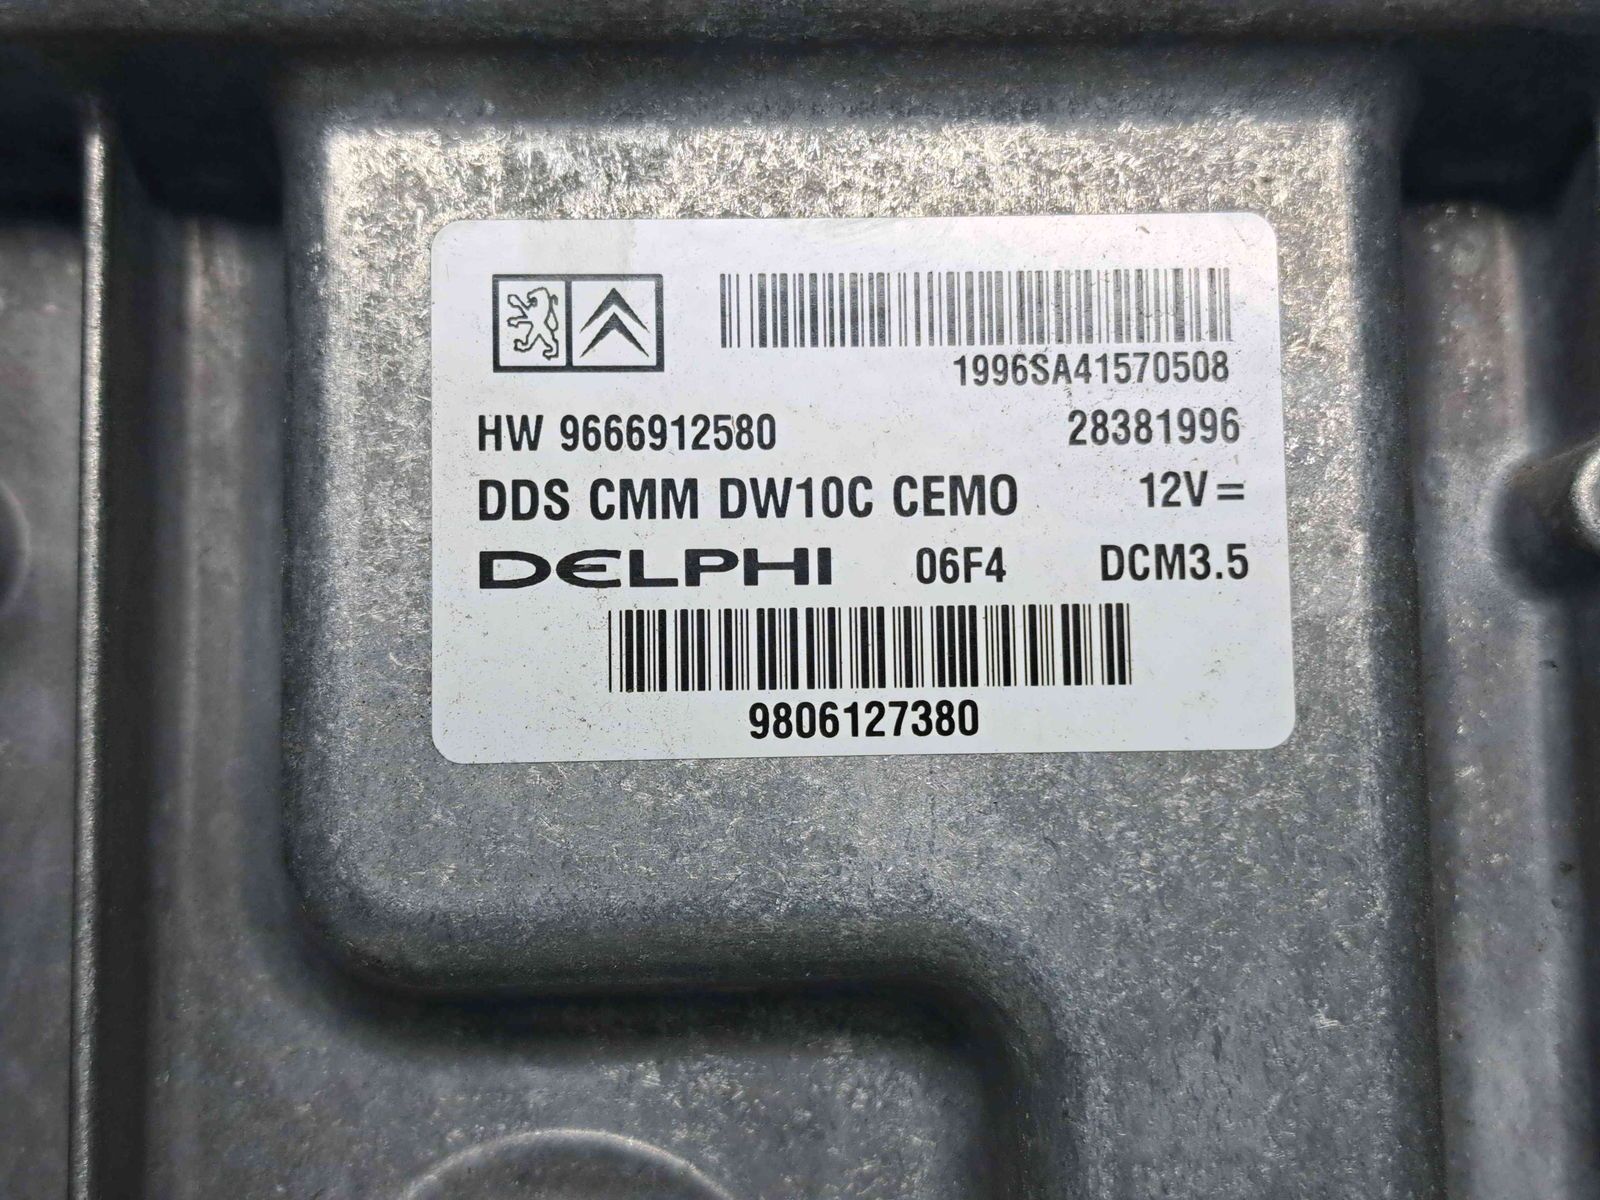 1996SA41570508
HW 9666912580 28381996
DDS CMM DW10C CEMO 12V=
DELPHI 06F4 DCM3.5
9806127380